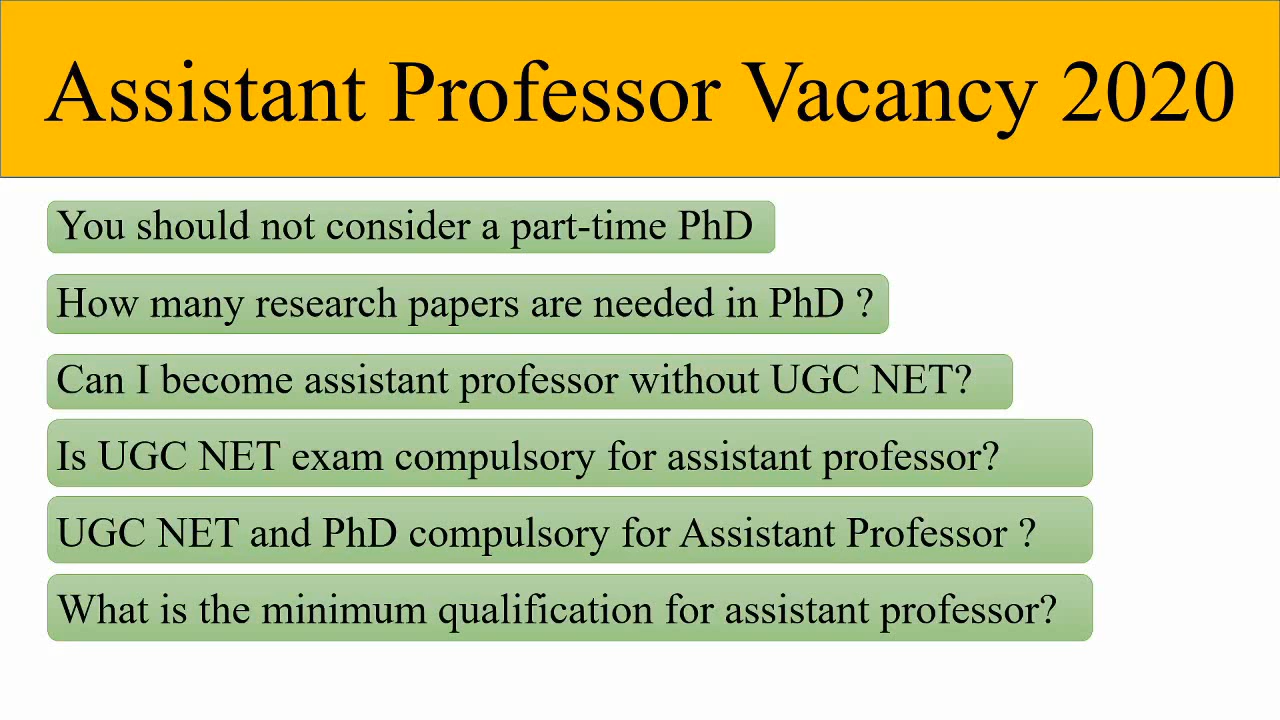 Assistant Professor Vacancy 2020
You should not consider a part-time PhD
How many research papers are needed in PhD ?
Can I become assistant professor without UGC NET?
Is UGC NET exam compulsory for assistant professor?
UGC NET and PhD compulsory for Assistant Professor ?
What is the minimum qualification for assistant professor?